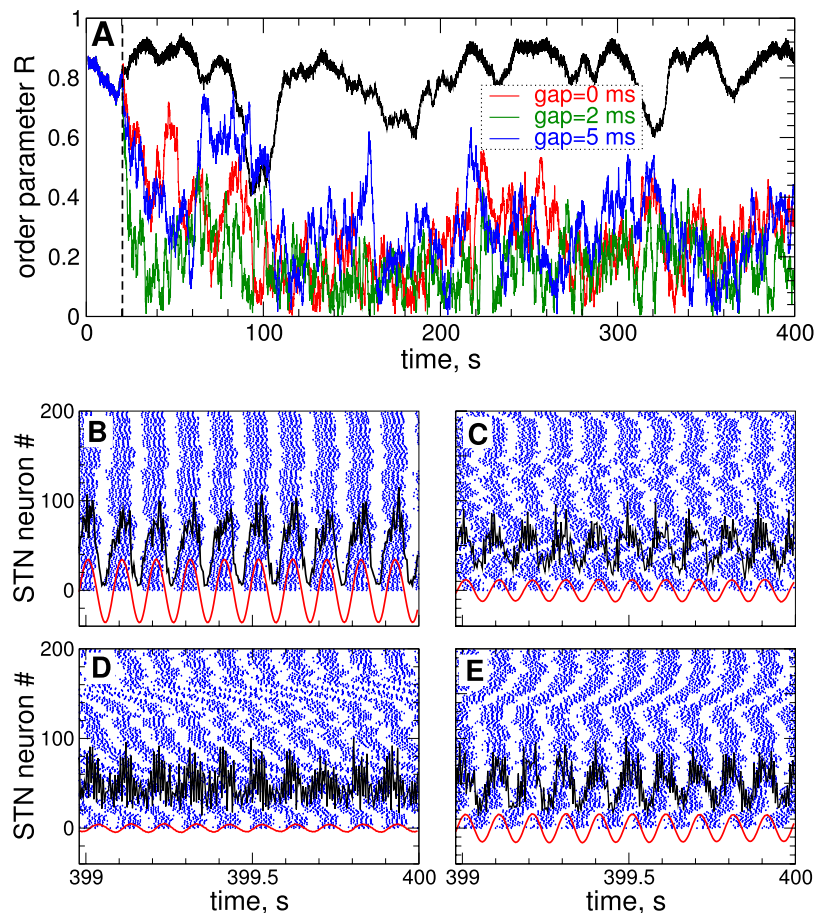 A
order parameter R
1
0.8
0.6
0.4
0.2
0
gap=0 ms
gap=2 ms
gap=5 ms
0 100 200 300 400
time, s
B
C
STN neuron #
200
100
0
D
E
STN neuron #
200
100
0
399 399.5 400
399 399.5 400
time, s
time, s